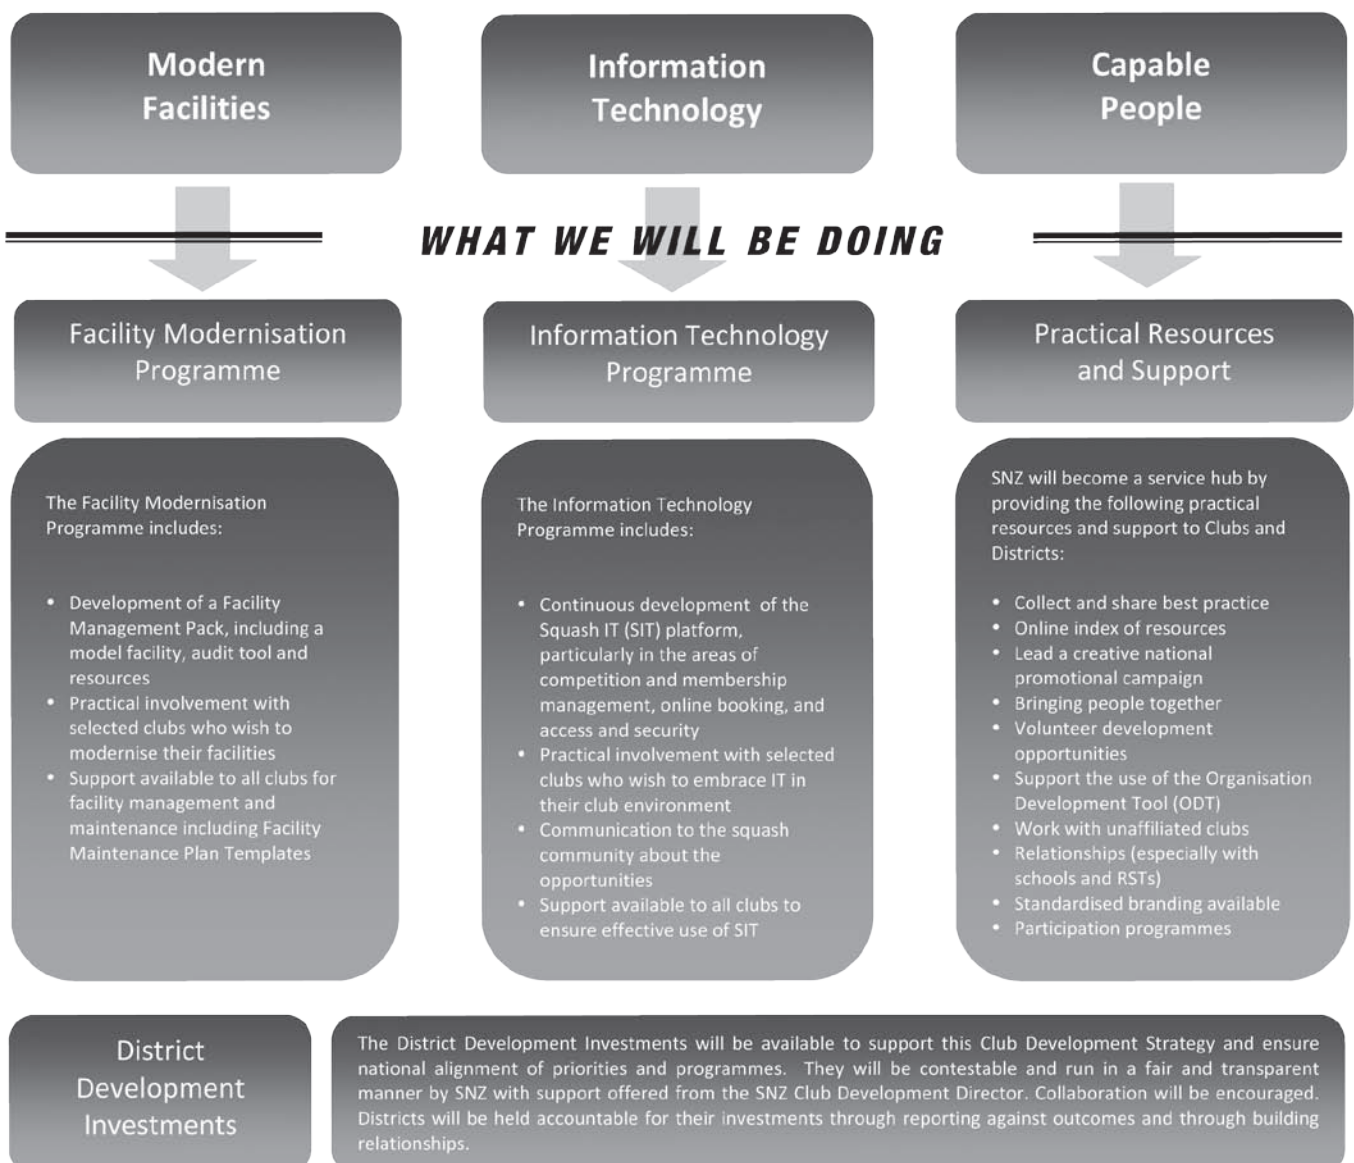 Modern
Facilities
Information
Technology
Capable
People
WHAT WE WILL BE DOING
Facility Modernisation
Programme
Information Technology
Programme
Practical Resources
and Support
The Facility Modernisation
Programme includes:
• Development of a Facility
Management Pack, including a
model facility, audit tool and
resources
• Practical involvement with
selected clubs who wish to
modernise their facilities
• Support available to all clubs for
facility management and
maintenance including Facility
Maintenance Plan Templates
The Information Technology
Programme includes:
• Continuous development of the
Squash IT (SIT) platform,
particularly in the areas of
competition and membership
management, online booking, and
access and security
• Practical involvement with selected
clubs who wish to embrace IT in
their club environment
• Communication to the squash
community about the
opportunities
• Support available to all clubs to
ensure effective use of SIT
SNZ will become a service hub by
providing the following practical
resources and support to Clubs and
Districts:
• Collect and share best practice
• Online index of resources
• Lead a creative national
promotional campaign
• Bringing people together
• Volunteer development
opportunities
• Support the use of the Organisation
Development Tool (ODT)
• Work with unaffiliated clubs
• Relationships (especially with
schools and RSTs)
• Standardised branding available
• Participation programmes
District
Development
Investments
The District Development Investments will be available to support this Club Development Strategy and ensure
national alignment of priorities and programmes. They will be contestable and run in a fair and transparent
manner by SNZ with support offered from the SNZ Club Development Director. Collaboration will be encouraged.
Districts will be held accountable for their investments through reporting against outcomes and through building
relationships.